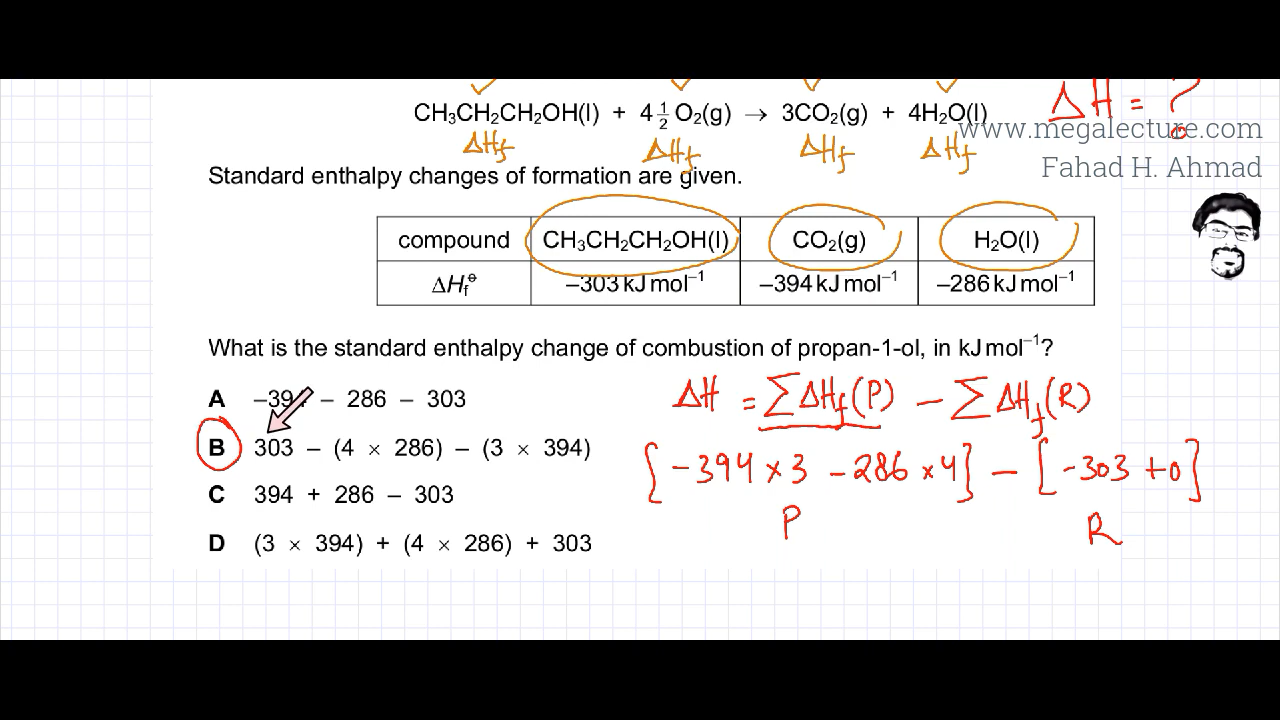 CH₃CH₂CH₂OH(l) + 4½ O₂(g) → 3CO₂(g) + 4H₂O(l)
ΔH = ?
www.megalecture.com
ΔHf ΔHf ΔHf ΔHf
Fahad H. Ahmad
Standard enthalpy changes of formation are given.
compound CH₃CH₂CH₂OH(l) CO₂(g) H₂O(l)
ΔHf⦵ –303 kJ mol⁻¹ –394 kJ mol⁻¹ –286 kJ mol⁻¹
What is the standard enthalpy change of combustion of propan-1-ol, in kJ mol⁻¹?
A –394 – 286 – 303
B 303 – (4 × 286) – (3 × 394)
C 394 + 286 – 303
D (3 × 394) + (4 × 286) + 303
ΔH = ΣΔHf(P) – ΣΔHf(R)
[-394 × 3 – 286 × 4] – [-303 + 0]
P R